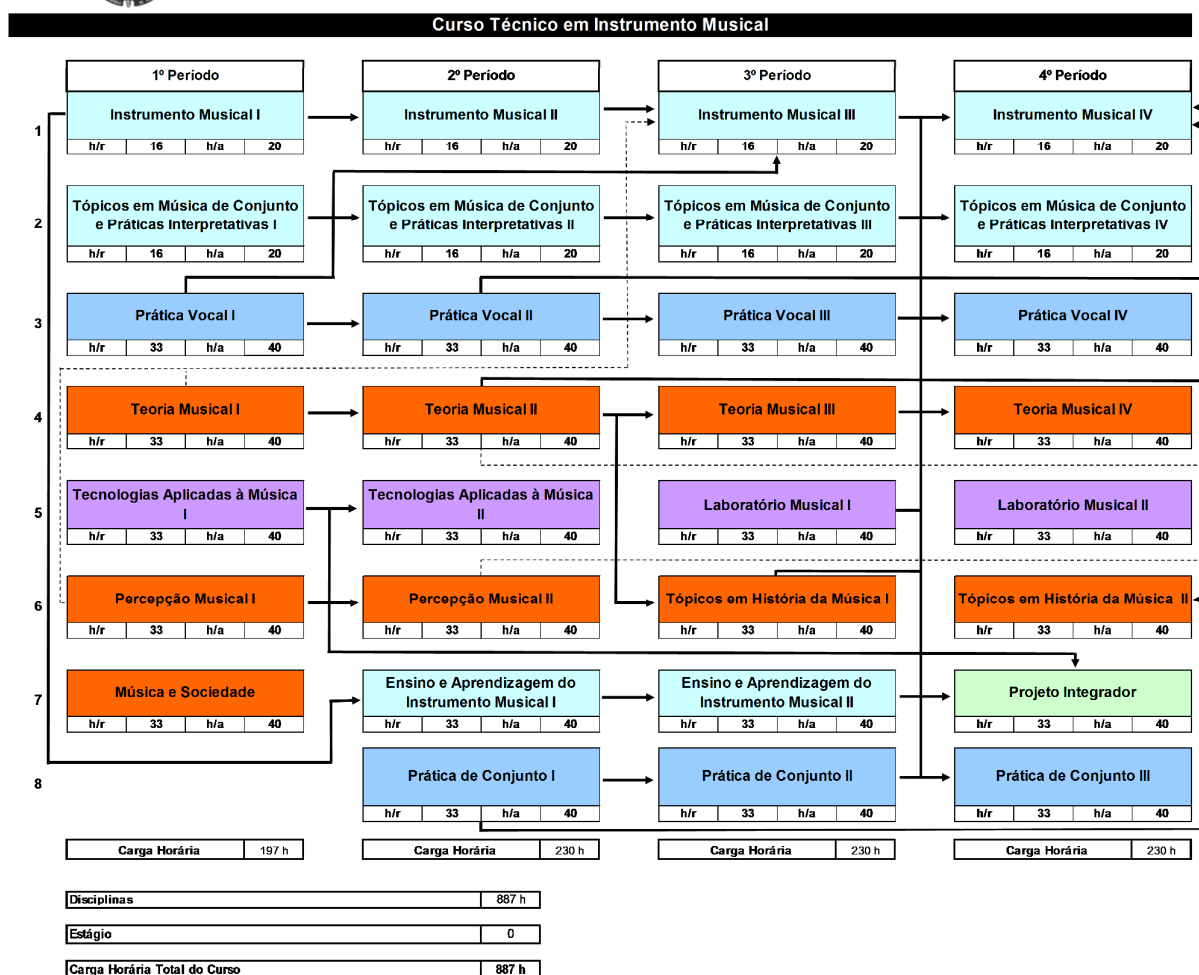 Curso Técnico em Instrumento Musical
1º Período 2º Período 3º Período 4º Período
1
Instrumento Musical I Instrumento Musical II Instrumento Musical III Instrumento Musical IV
h/r 16 h/a 20 h/r 16 h/a 20 h/r 16 h/a 20 h/r 16 h/a 20
2
Tópicos em Música de Conjunto Tópicos em Música de Conjunto Tópicos em Música de Conjunto Tópicos em Música de Conjunto
e Práticas Interpretativas I e Práticas Interpretativas II e Práticas Interpretativas III e Práticas Interpretativas IV
h/r 16 h/a 20 h/r 16 h/a 20 h/r 16 h/a 20 h/r 16 h/a 20
3
Prática Vocal I Prática Vocal II Prática Vocal III Prática Vocal IV
h/r 33 h/a 40 h/r 33 h/a 40 h/r 33 h/a 40 h/r 33 h/a 40
4
Teoria Musical I Teoria Musical II Teoria Musical III Teoria Musical IV
h/r 33 h/a 40 h/r 33 h/a 40 h/r 33 h/a 40 h/r 33 h/a 40
5
Tecnologias Aplicadas à Música Tecnologias Aplicadas à Música Laboratório Musical I Laboratório Musical II
I II
h/r 33 h/a 40 h/r 33 h/a 40 h/r 33 h/a 40 h/r 33 h/a 40
6
Percepção Musical I Percepção Musical II Tópicos em História da Música I Tópicos em História da Música II
h/r 33 h/a 40 h/r 33 h/a 40 h/r 33 h/a 40 h/r 33 h/a 40
7
Música e Sociedade Ensino e Aprendizagem do Ensino e Aprendizagem do Projeto Integrador
Instrumento Musical I Instrumento Musical II
h/r 33 h/a 40 h/r 33 h/a 40 h/r 33 h/a 40 h/r 33 h/a 40
8
Prática de Conjunto I Prática de Conjunto II Prática de Conjunto III
h/r 33 h/a 40 h/r 33 h/a 40 h/r 33 h/a 40
Carga Horária 197 h Carga Horária 230 h Carga Horária 230 h Carga Horária 230 h
Disciplinas 887 h
Estágio 0
Carga Horária Total do Curso 887 h